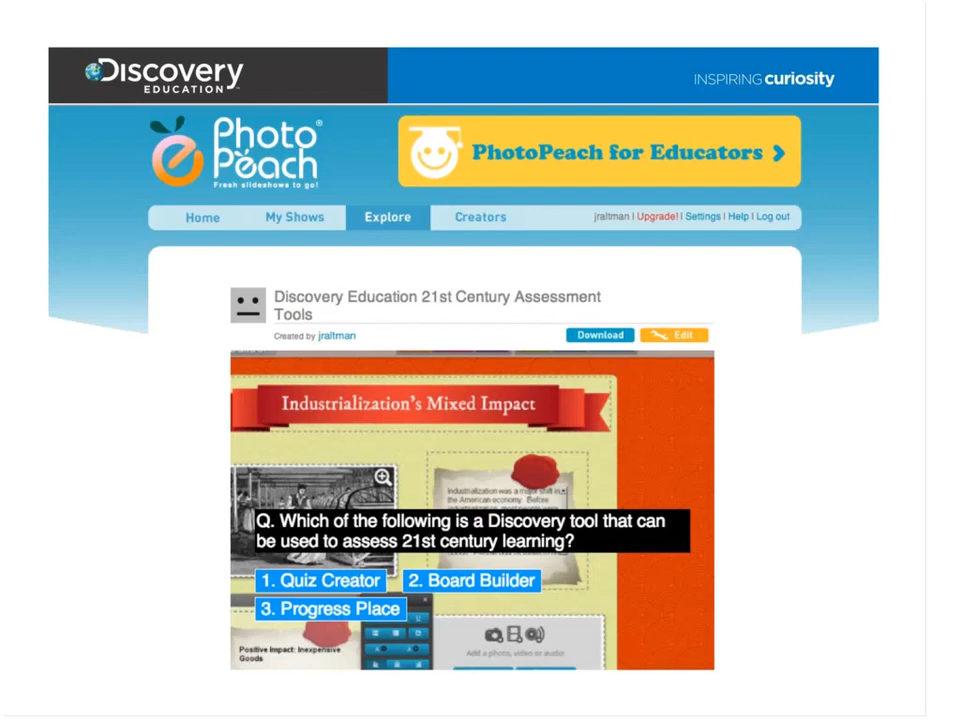 Discovery
EDUCATION
INSPIRING curiosity
Photo
Peach
Fresh slideshows to go!
PhotoPeach for Educators
Home My Shows Explore Creators jraltman | Upgrade! | Settings | Help | Log out
Discovery Education 21st Century Assessment
Tools
Created by jraltman
Download Edit
Industrialization's Mixed Impact
Industrialization was a major shift in
the American economy. Before
Q. Which of the following is a Discovery tool that can
be used to assess 21st century learning?
1. Quiz Creator 2. Board Builder
3. Progress Place
Add a photo, video or audio
Positive Impact: Inexpensive
Goods